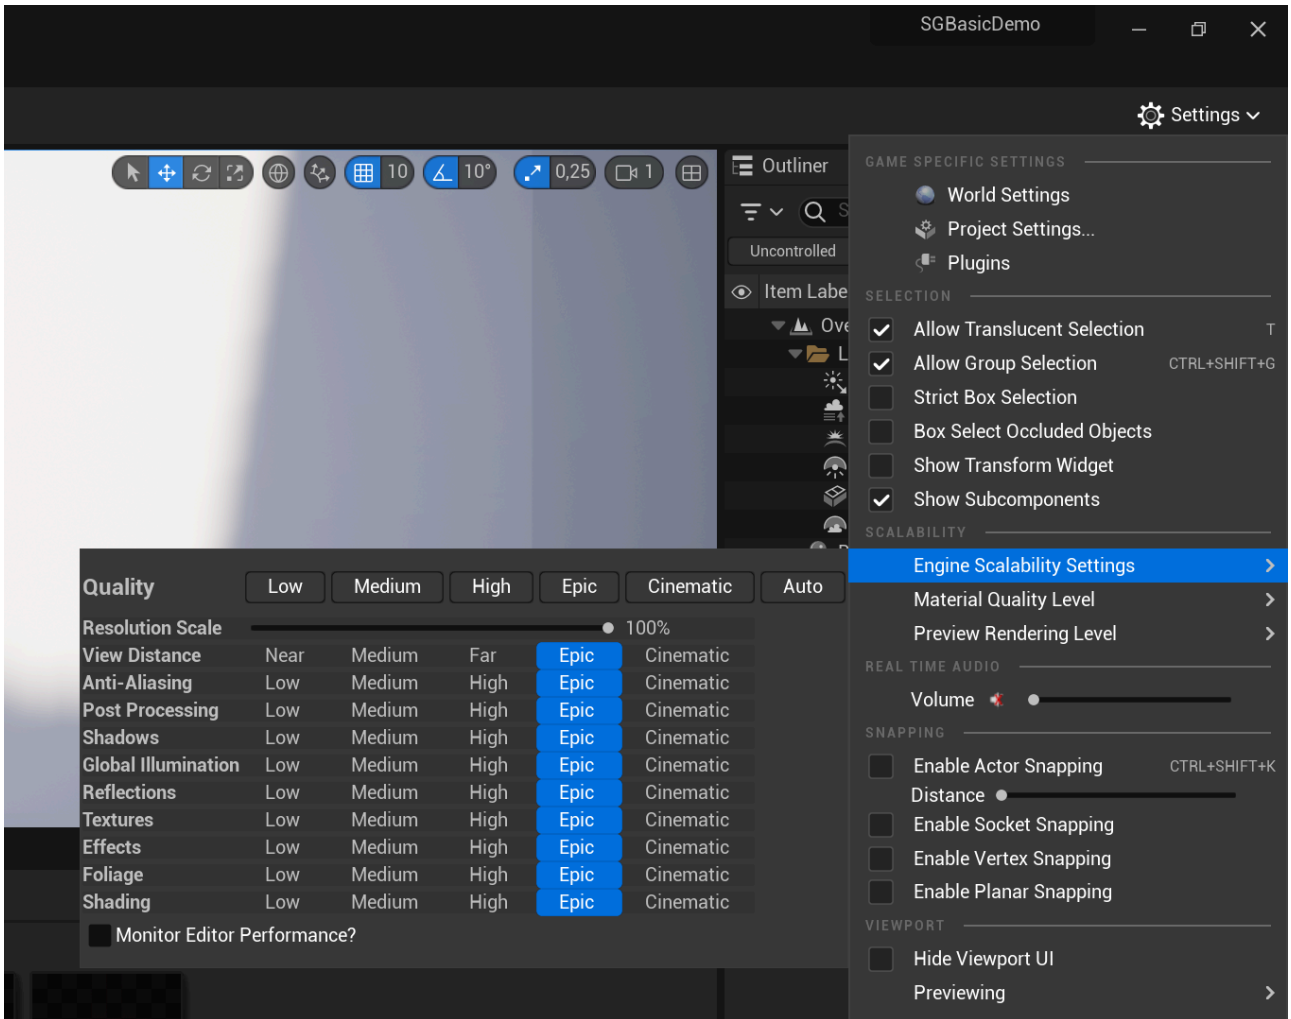 SGBasicDemo
Settings
10 10° 0,25 1
Outliner
Uncontrolled
Item Labe
Ove
L
GAME SPECIFIC SETTINGS
World Settings
Project Settings...
Plugins
SELECTION
Allow Translucent Selection T
Allow Group Selection CTRL+SHIFT+G
Strict Box Selection
Box Select Occluded Objects
Show Transform Widget
Show Subcomponents
SCALABILITY
Engine Scalability Settings
Material Quality Level
Preview Rendering Level
REAL TIME AUDIO
Volume
SNAPPING
Enable Actor Snapping CTRL+SHIFT+K
Distance
Enable Socket Snapping
Enable Vertex Snapping
Enable Planar Snapping
VIEWPORT
Hide Viewport UI
Previewing
Quality Low Medium High Epic Cinematic Auto
Resolution Scale 100%
View Distance Near Medium Far Epic Cinematic
Anti-Aliasing Low Medium High Epic Cinematic
Post Processing Low Medium High Epic Cinematic
Shadows Low Medium High Epic Cinematic
Global Illumination Low Medium High Epic Cinematic
Reflections Low Medium High Epic Cinematic
Textures Low Medium High Epic Cinematic
Effects Low Medium High Epic Cinematic
Foliage Low Medium High Epic Cinematic
Shading Low Medium High Epic Cinematic
Monitor Editor Performance?